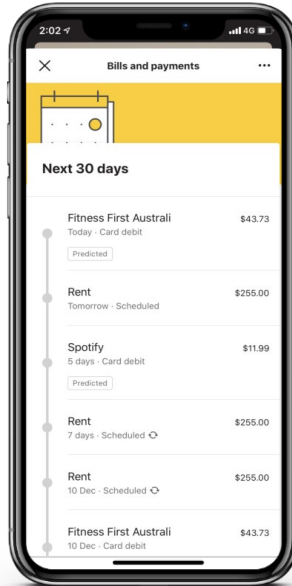 2:02
4G
Bills and payments
Next 30 days
Fitness First Australi $43.73
Today · Card debit
Predicted
Rent $255.00
Tomorrow · Scheduled
Spotify $11.99
5 days · Card debit
Predicted
Rent $255.00
7 days · Scheduled
Rent $255.00
10 Dec · Scheduled
Fitness First Australi $43.73
10 Dec · Card debit